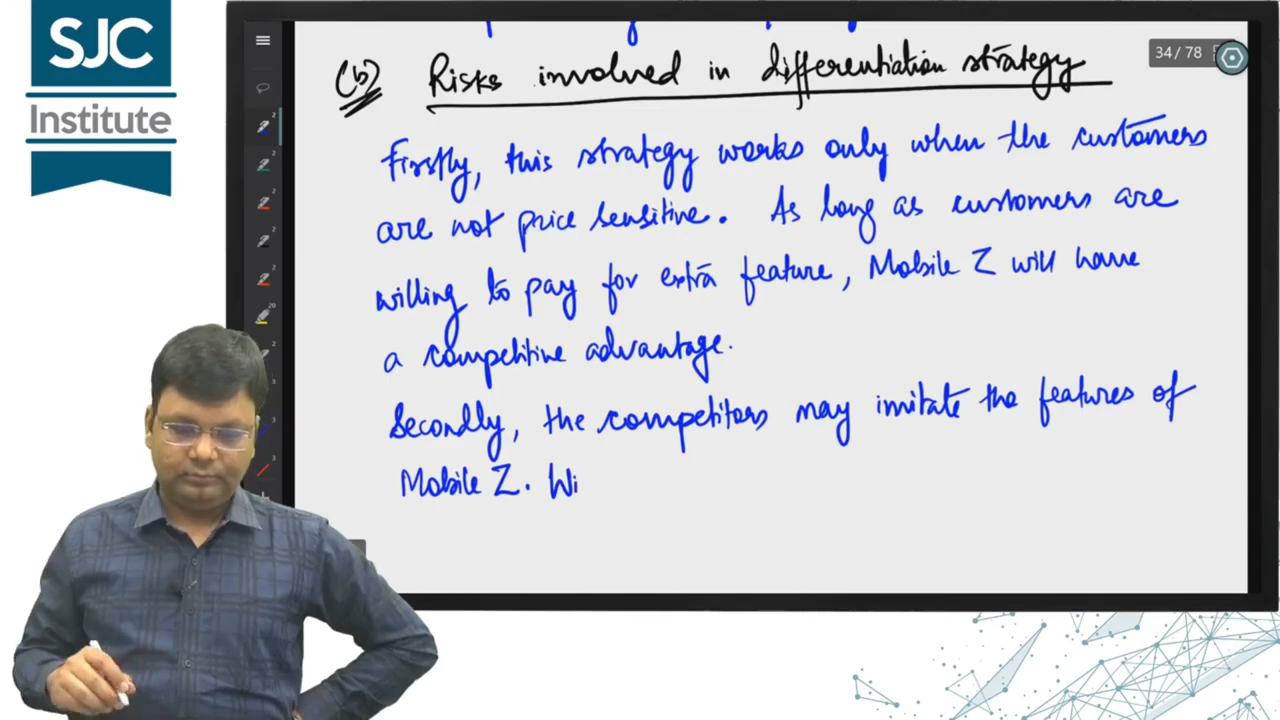 SJC
Institute
34 / 78
(b) Risks involved in differentiation strategy
Firstly, this strategy works only when the customers
are not price sensitive. As long as customers are
willing to pay for extra feature, Mobile Z will have
a competitive advantage.
Secondly, the competitors may imitate the features of
Mobile Z. Wi